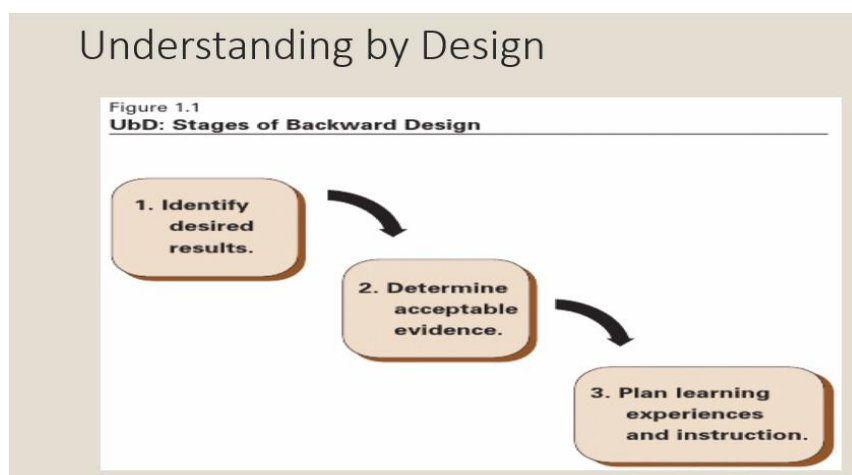 Understanding by Design
Figure 1.1
UbD: Stages of Backward Design
1. Identify
desired
results.
2. Determine
acceptable
evidence.
3. Plan learning
experiences
and instruction.